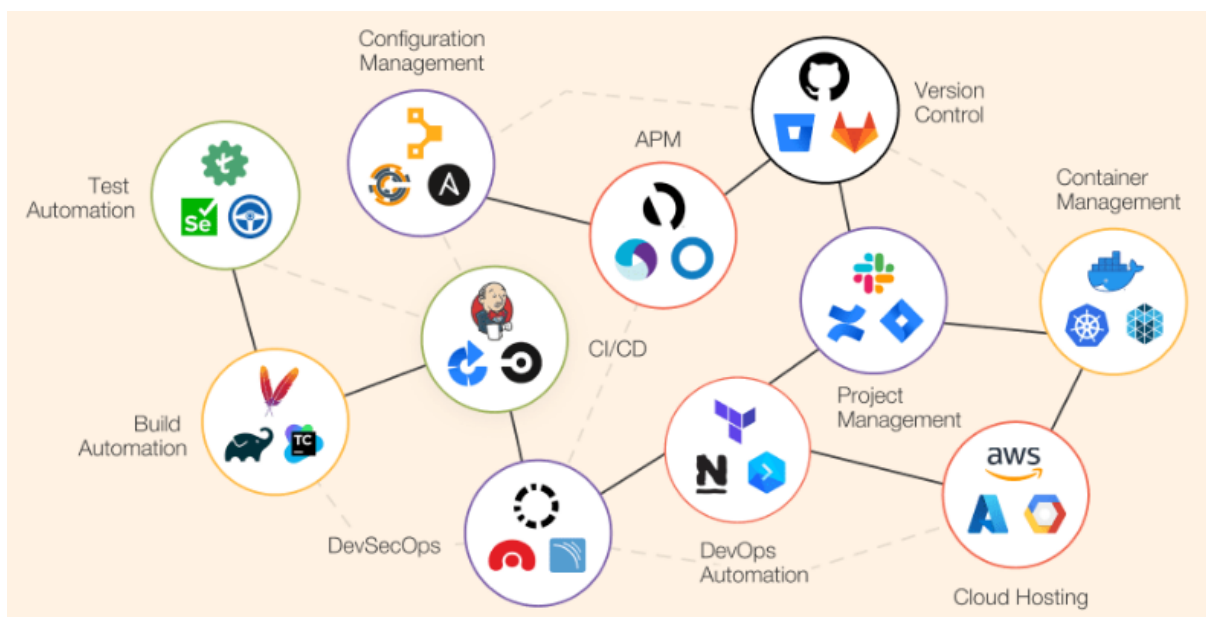 Configuration
Management
Version
Control
APM
Test
Automation
Se
Container
Management
CI/CD
Project
Management
Build
Automation
TC
N
aws
DevSecOps
DevOps
Automation
Cloud Hosting